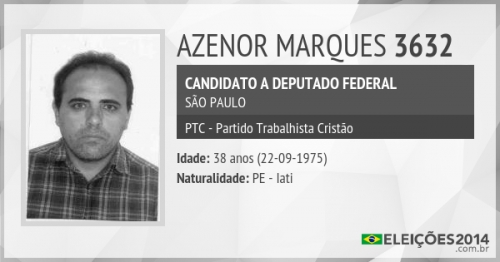 AZENOR MARQUES 3632
CANDIDATO A DEPUTADO FEDERAL
SÃO PAULO
PTC - Partido Trabalhista Cristão
Idade: 38 anos (22-09-1975)
Naturalidade: PE - Iati
ELEIÇÕES2014
.com.br